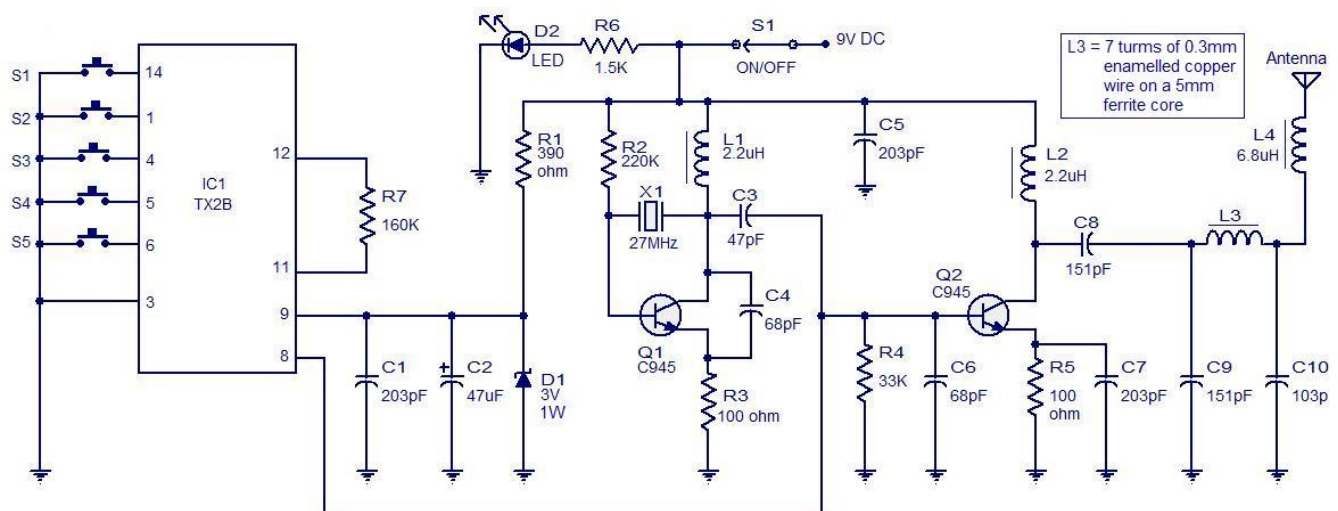 D2
LED
R6
1.5K
S1
ON/OFF
9V DC
L3 = 7 turms of 0.3mm
enamelled copper
wire on a 5mm
ferrite core
Antenna
S1
S2
S3
S4
S5
14
1
4
5
6
3
IC1
TX2B
12
11
9
8
R7
160K
R1
390
ohm
R2
220K
L1
2.2uH
C5
203pF
L2
2.2uH
L4
6.8uH
X1
27MHz
C3
47pF
C8
151pF
L3
Q1
C945
C4
68pF
Q2
C945
C1
203pF
C2
+
47uF
D1
3V
1W
R3
100 ohm
R4
33K
C6
68pF
R5
100
ohm
C7
203pF
C9
151pF
C10
103p